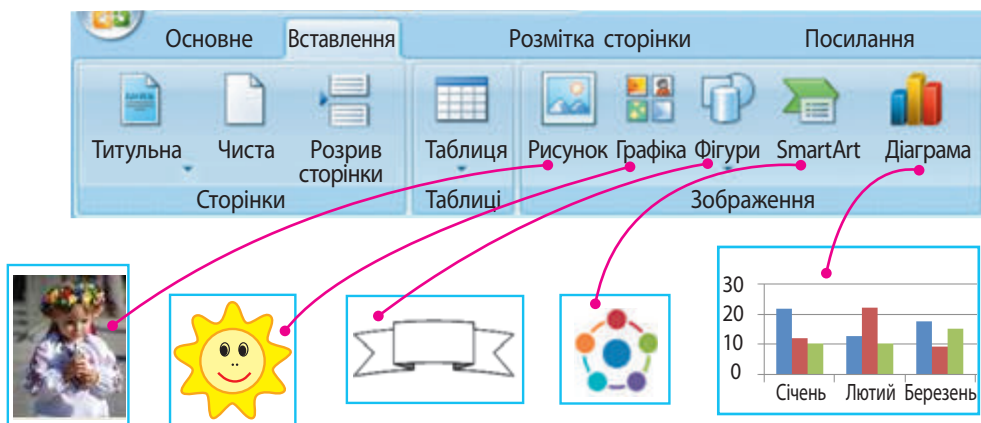 Основне Вставлення Розмітка сторінки Посилання
Титульна Чиста Розрив сторінки Таблиця Рисунок Графіка Фігури SmartArt Діаграма
Сторінки Таблиці Зображення
30
20
10
0
Січень Лютий Березень